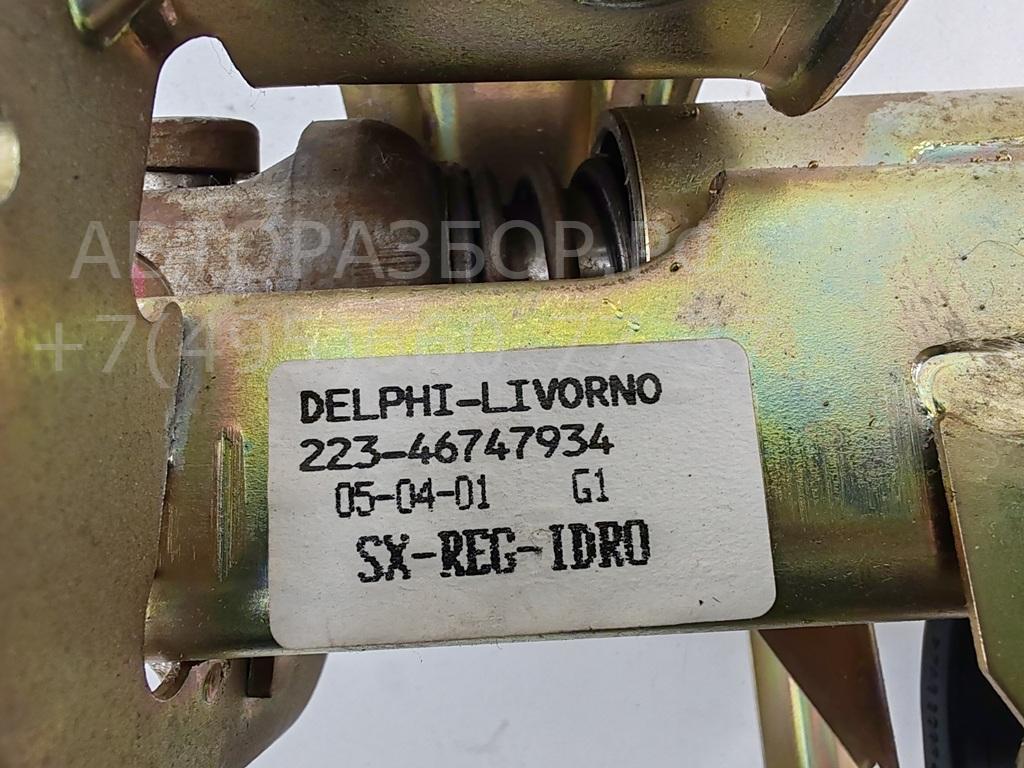 АВТОРАЗБОР.
DELPHI-LIVORNO
223-46747934
05-04-01 G1
SX-REG-IDRO